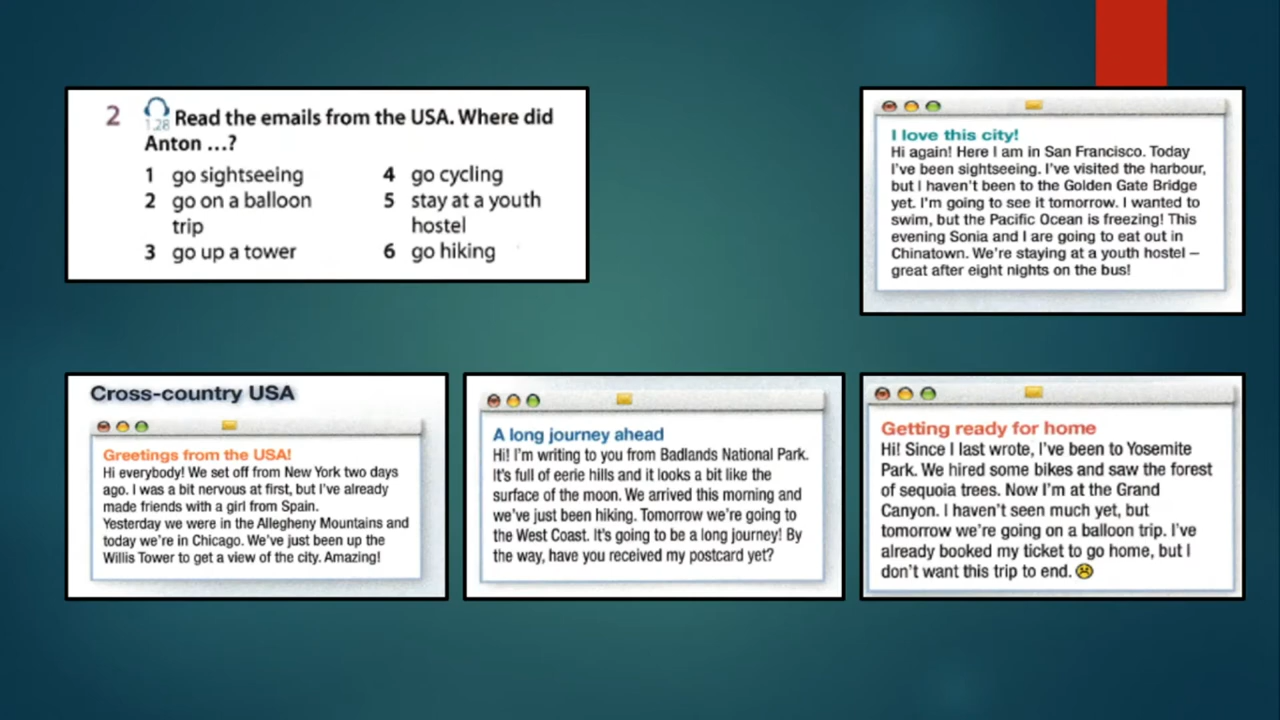 2 1.28 Read the emails from the USA. Where did
Anton ...?
1 go sightseeing
2 go on a balloon
trip
3 go up a tower
4 go cycling
5 stay at a youth
hostel
6 go hiking
I love this city!
Hi again! Here I am in San Francisco. Today
I've been sightseeing. I've visited the harbour,
but I haven't been to the Golden Gate Bridge
yet. I'm going to see it tomorrow. I wanted to
swim, but the Pacific Ocean is freezing! This
evening Sonia and I are going to eat out in
Chinatown. We're staying at a youth hostel –
great after eight nights on the bus!
Cross-country USA
Greetings from the USA!
Hi everybody! We set off from New York two days
ago. I was a bit nervous at first, but I've already
made friends with a girl from Spain.
Yesterday we were in the Allegheny Mountains and
today we're in Chicago. We've just been up the
Willis Tower to get a view of the city. Amazing!
A long journey ahead
Hi! I'm writing to you from Badlands National Park.
It's full of eerie hills and it looks a bit like the
surface of the moon. We arrived this morning and
we've just been hiking. Tomorrow we're going to
the West Coast. It's going to be a long journey! By
the way, have you received my postcard yet?
Getting ready for home
Hi! Since I last wrote, I've been to Yosemite
Park. We hired some bikes and saw the forest
of sequoia trees. Now I'm at the Grand
Canyon. I haven't seen much yet, but
tomorrow we're going on a balloon trip. I've
already booked my ticket to go home, but I
don't want this trip to end.